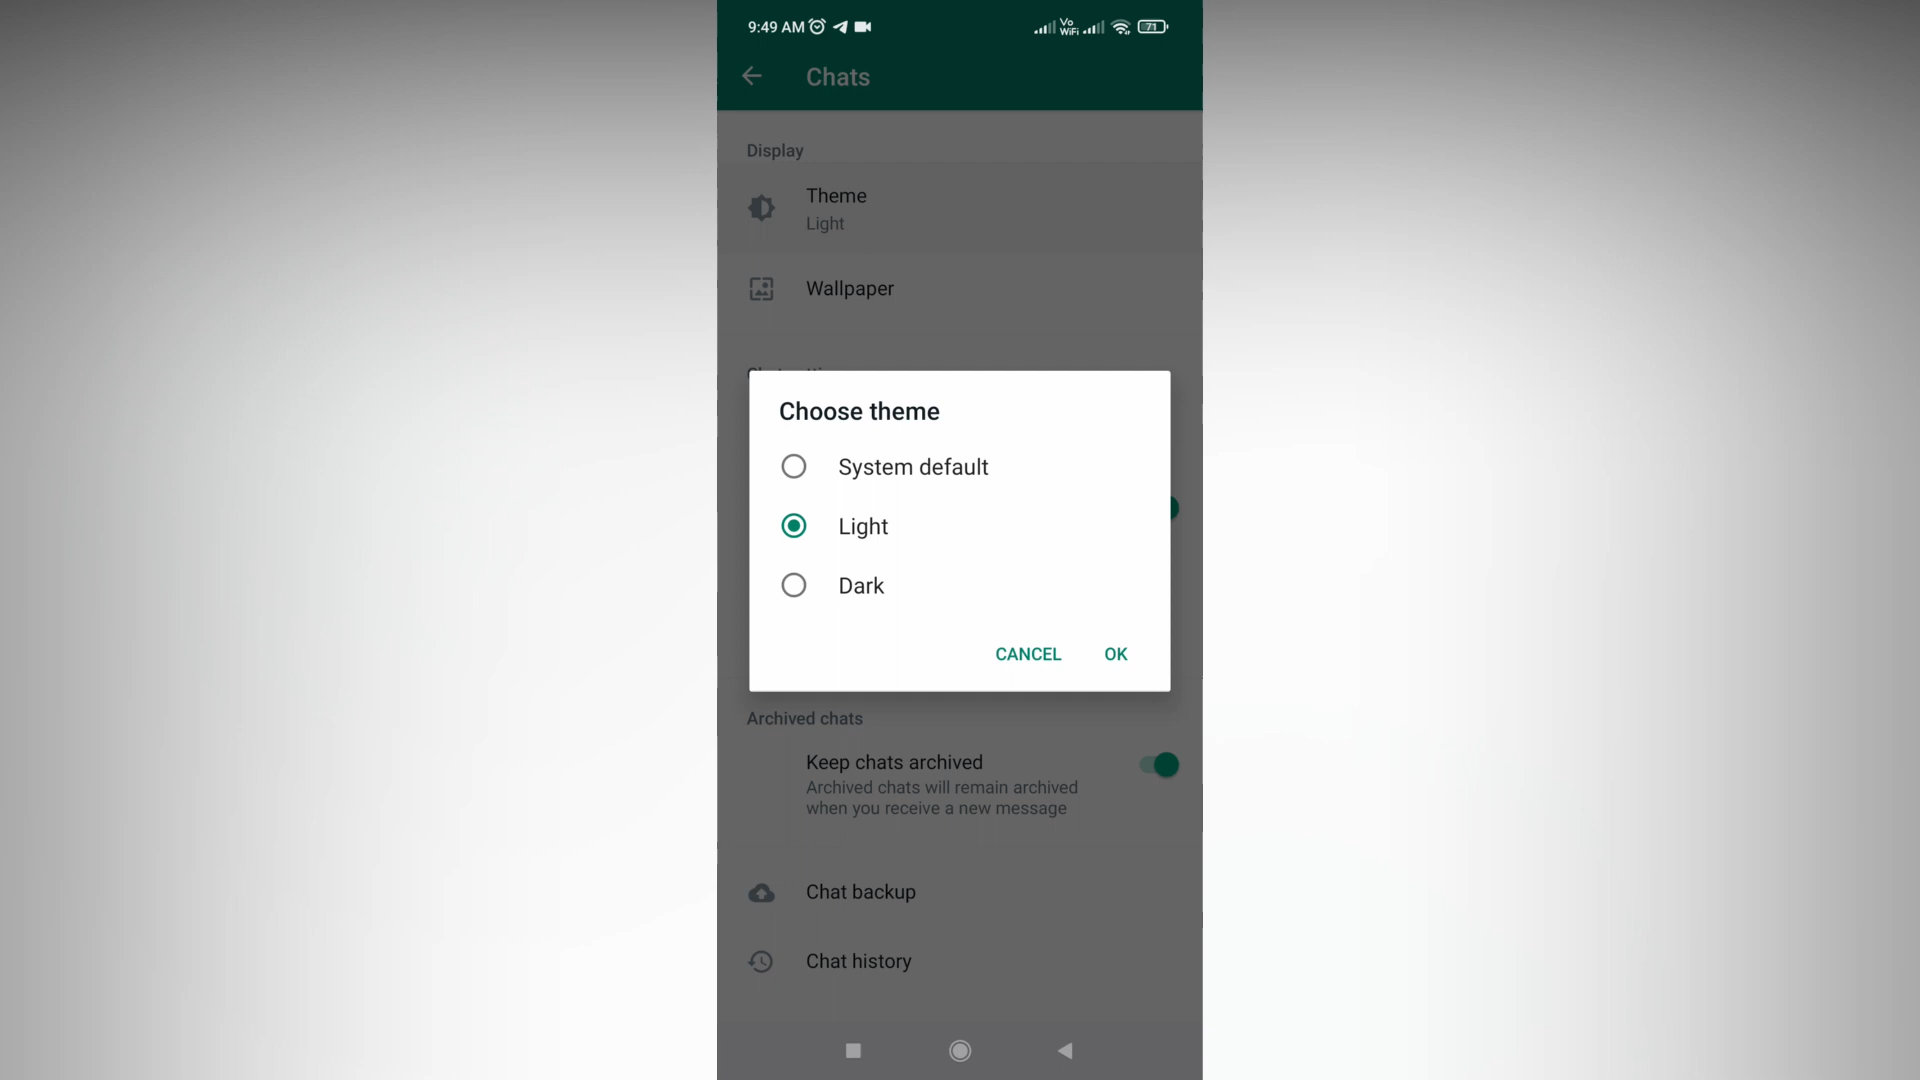 9:49 AM Vo WiFi 71
Chats
Display
Theme
Light
Wallpaper
Choose theme
System default
Light
Dark
CANCEL OK
Archived chats
Keep chats archived
Archived chats will remain archived
when you receive a new message
Chat backup
Chat history